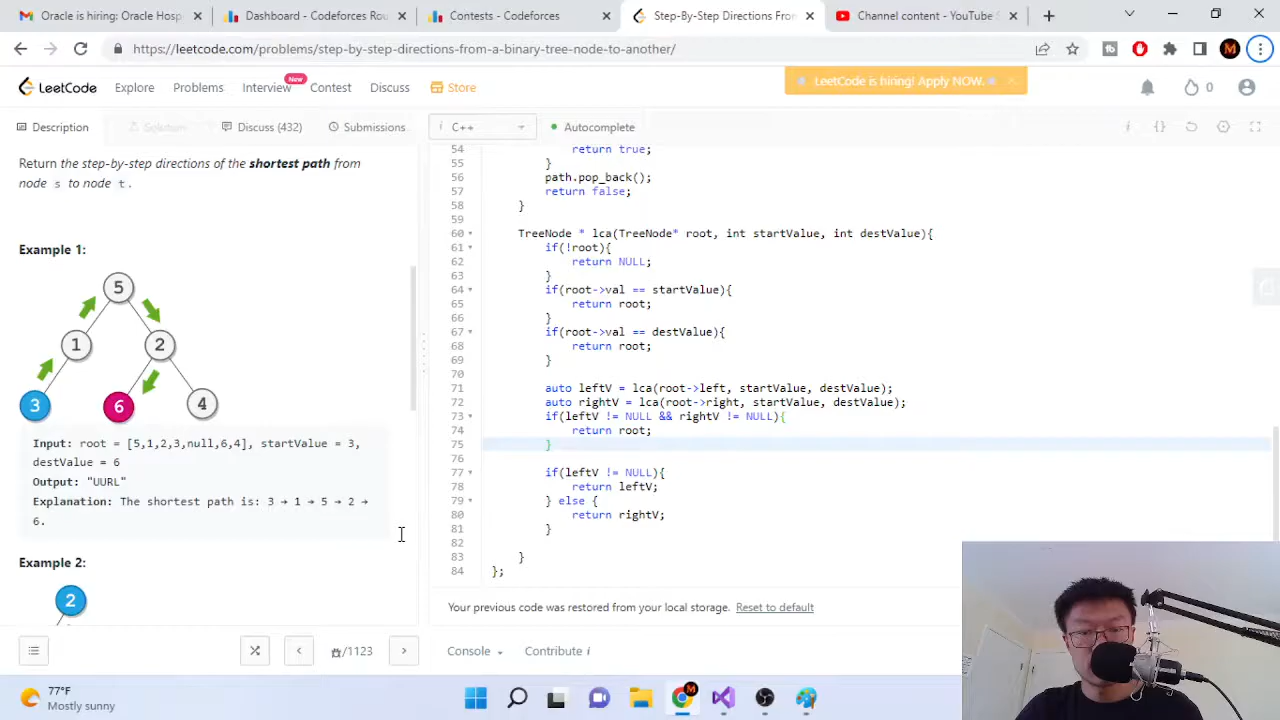 Oracle is hiring: Oracle Hosp
Dashboard - Codeforces Rou
Contests - Codeforces
Step-By-Step Directions From
Channel content - YouTube S
https://leetcode.com/problems/step-by-step-directions-from-a-binary-tree-node-to-another/
LeetCode
Explore
Problems
Interview
New
Contest
Discuss
Store
LeetCode is hiring! Apply NOW.
0
Description
Solution
Discuss (432)
Submissions
i C++
Autocomplete
Return the step-by-step directions of the shortest path from
node s to node t.
Example 1:
5
1
2
3
6
4
Input: root = [5,1,2,3,null,6,4], startValue = 3,
destValue = 6
Output: "UURL"
Explanation: The shortest path is: 3 → 1 → 5 → 2 →
6.
Example 2:
2
54 return true;
55 }
56 path.pop_back();
57 return false;
58 }
59
60 TreeNode * lca(TreeNode* root, int startValue, int destValue){
61 if(!root){
62 return NULL;
63 }
64 if(root->val == startValue){
65 return root;
66 }
67 if(root->val == destValue){
68 return root;
69 }
70
71 auto leftV = lca(root->left, startValue, destValue);
72 auto rightV = lca(root->right, startValue, destValue);
73 if(leftV != NULL && rightV != NULL){
74 return root;
75 }
76
77 if(leftV != NULL){
78 return leftV;
79 } else {
80 return rightV;
81 }
82
83 }
84 };
Your previous code was restored from your local storage. Reset to default
/1123
Console
Contribute i
77°F
Mostly sunny